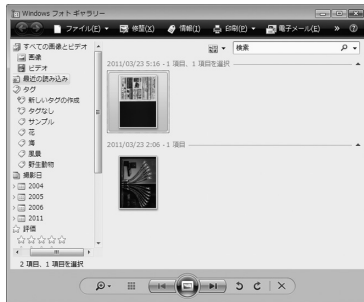 Windows フォト ギャラリー
ファイル(F) 修整(X) 情報(I) 印刷(P) 電子メール(E) »
すべての画像とビデオ
画像
ビデオ
最近の読み込み
タグ
新しいタグの作成
タグなし
サンプル
花
海
風景
野生動物
撮影日
2004
2005
2006
2011
評価
検索
2011/03/23 5:16 - 1 項目、1 項目を選択
2011/03/23 2:06 - 1 項目
2 項目、1 項目を選択